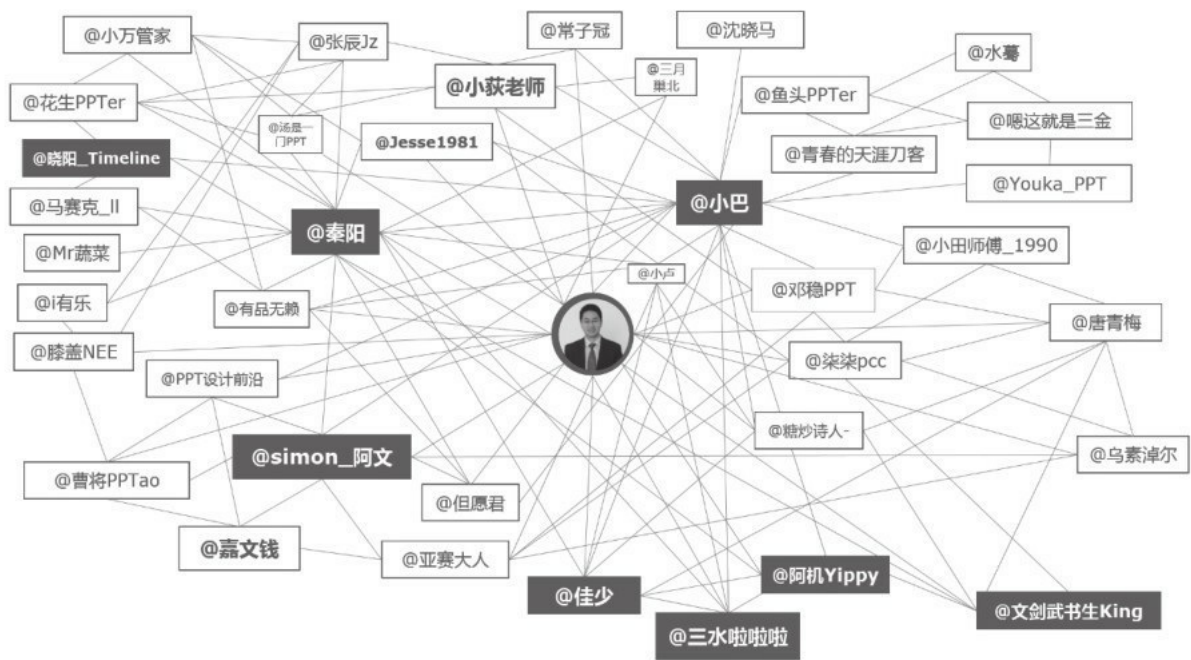 @小万管家
@张辰Jz
@常子冠
@沈晓马
@花生PPTer
@小荻老师
@三月
巢北
@鱼头PPTer
@水蓦
@汤是一
门PPT
@Jesse1981
@嗯这就是三金
@晓阳_Timeline
@青春的天涯刀客
@马赛克_II
@秦阳
@小巴
@Youka_PPT
@Mr蔬菜
@小田师傅_1990
@小卢
@i有乐
@有品无赖
@邓稳PPT
@膝盖NEE
@唐青梅
@PPT设计前沿
@柒柒pcc
@糖炒诗人-
@simon_阿文
@乌素淖尔
@曹将PPTao
@但愿君
@嘉文钱
@亚赛大人
@佳少
@阿机Yippy
@三水啦啦啦
@文剑武书生King